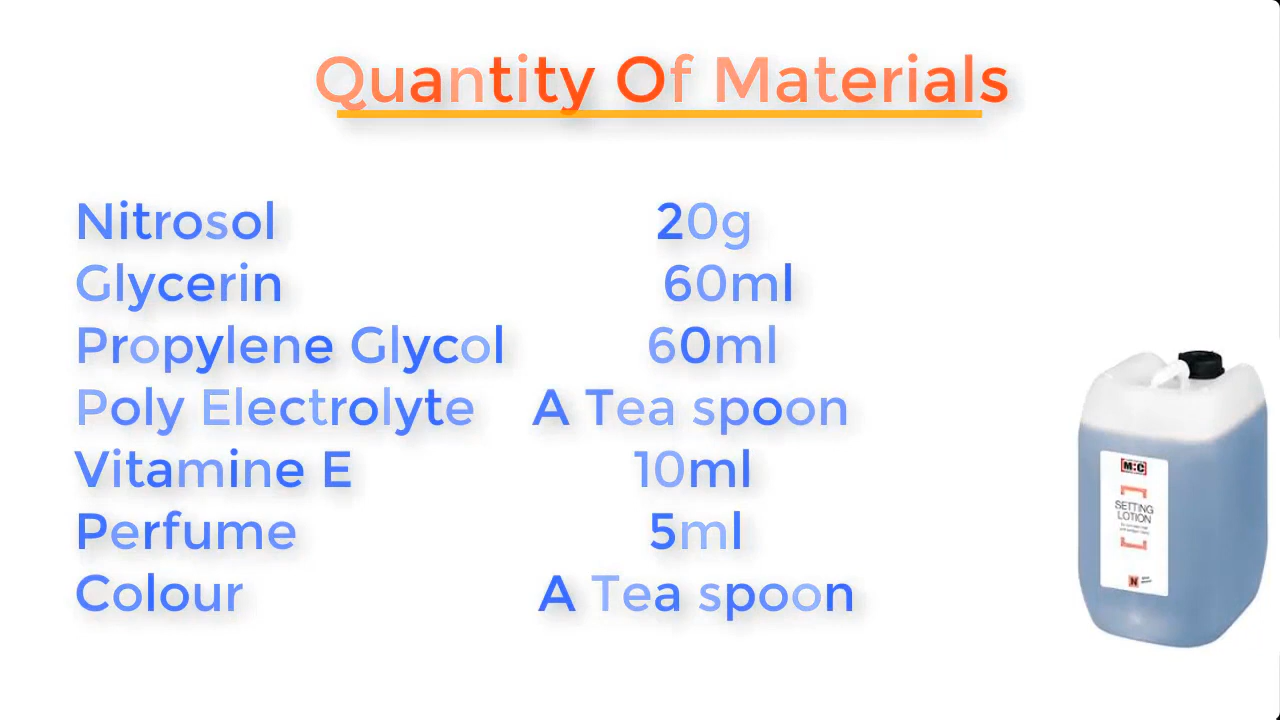 Quantity Of Materials
Nitrosol 20g
Glycerin 60ml
Propylene Glycol 60ml
Poly Electrolyte A Tea spoon
Vitamine E 10ml
Perfume 5ml
Colour A Tea spoon
M:C
SETTING
LOTION